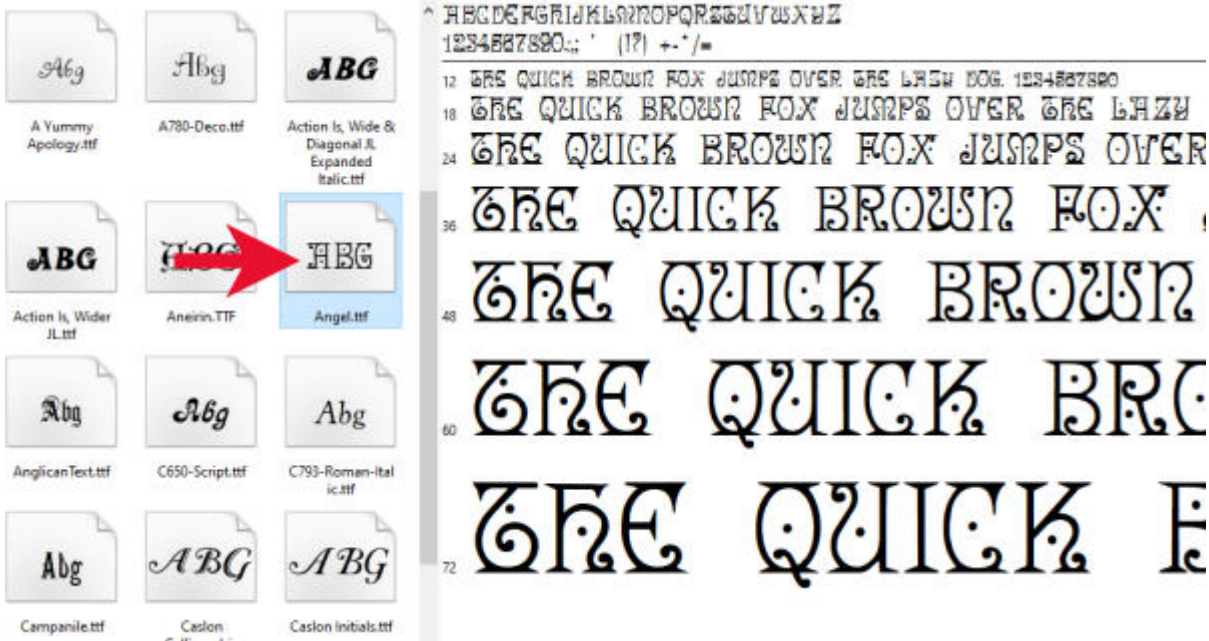 Abg
Abg
ABG
A Yummy Apology.ttf
A780-Deco.ttf
Action Is, Wide & Diagonal JL Expanded Italic.ttf
ABG
ABG
Action Is, Wider JL.ttf
Aneirin.TTF
Angel.ttf
Abg
Abg
Abg
AnglicanText.ttf
C650-Script.ttf
C793-Roman-Italic.ttf
Abg
ABG
ABG
Campanile.ttf
Caslon
Caslon Initials.ttf
ABCDEFGHIJKLMNOPQRSTUVWXYZ
1234567890.:; ' (!?) +-*/=
12 THE QUICK BROWN FOX JUMPS OVER THE LAZY DOG. 1234567890
18 THE QUICK BROWN FOX JUMPS OVER THE LAZY
24 THE QUICK BROWN FOX JUMPS OVER
36 THE QUICK BROWN FOX
48 THE QUICK BROWN
60 THE QUICK BRO
72 THE QUICK